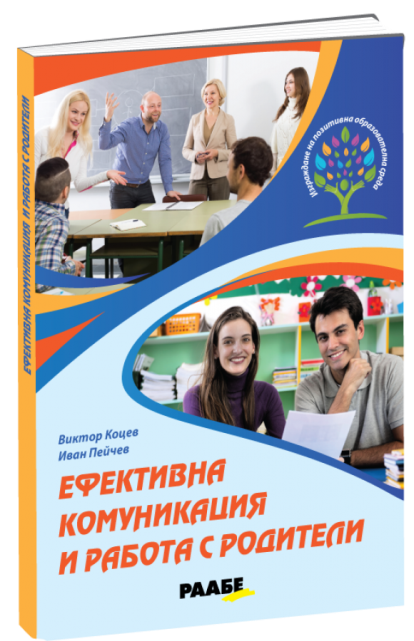 ЕФЕКТИВНА КОМУНИКАЦИЯ И РАБОТА С РОДИТЕЛИ
Изграждане на позитивна образователна среда
Виктор Коцев
Иван Пейчев
ЕФЕКТИВНА
КОМУНИКАЦИЯ
И РАБОТА С РОДИТЕЛИ
РААБЕ